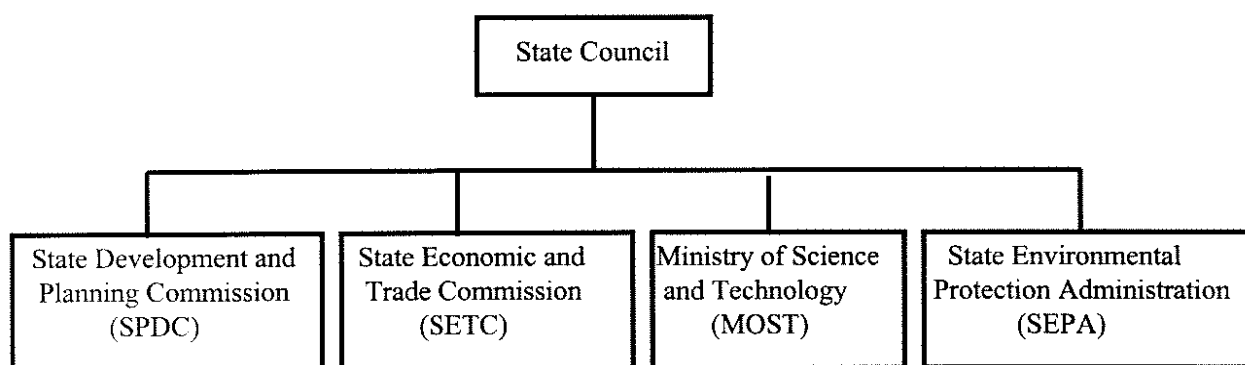 State Council
State Development and
Planning Commission
(SPDC)
State Economic and
Trade Commission
(SETC)
Ministry of Science
and Technology
(MOST)
State Environmental
Protection Administration
(SEPA)